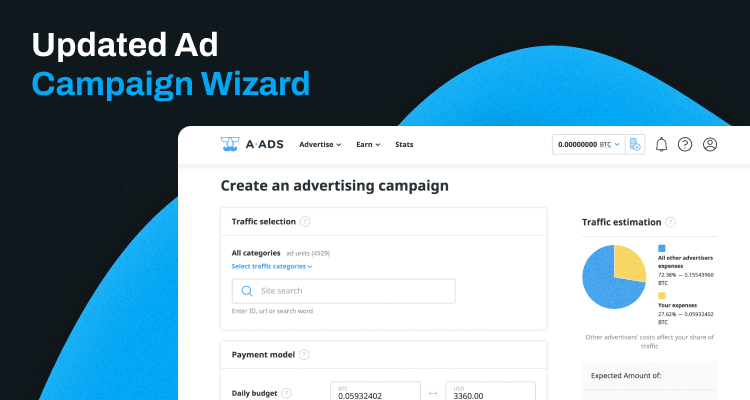 Updated Ad
Campaign Wizard
A·ADS
Advertise
Earn
Stats
0.00000000 BTC
?
Create an advertising campaign
Traffic selection ?
All categories ad units (4929)
Select traffic categories
Site search
Enter ID, url or search word
Payment model ?
Daily budget ?
BTC
0.05932402
USD
3360.00
Traffic estimation ?
All other advertisers
expenses
72.38% — 0.15543960
BTC
Your expenses
27.62% — 0.05932402
BTC
Other advertisers' costs affect your share of
traffic
Expected Amount of: